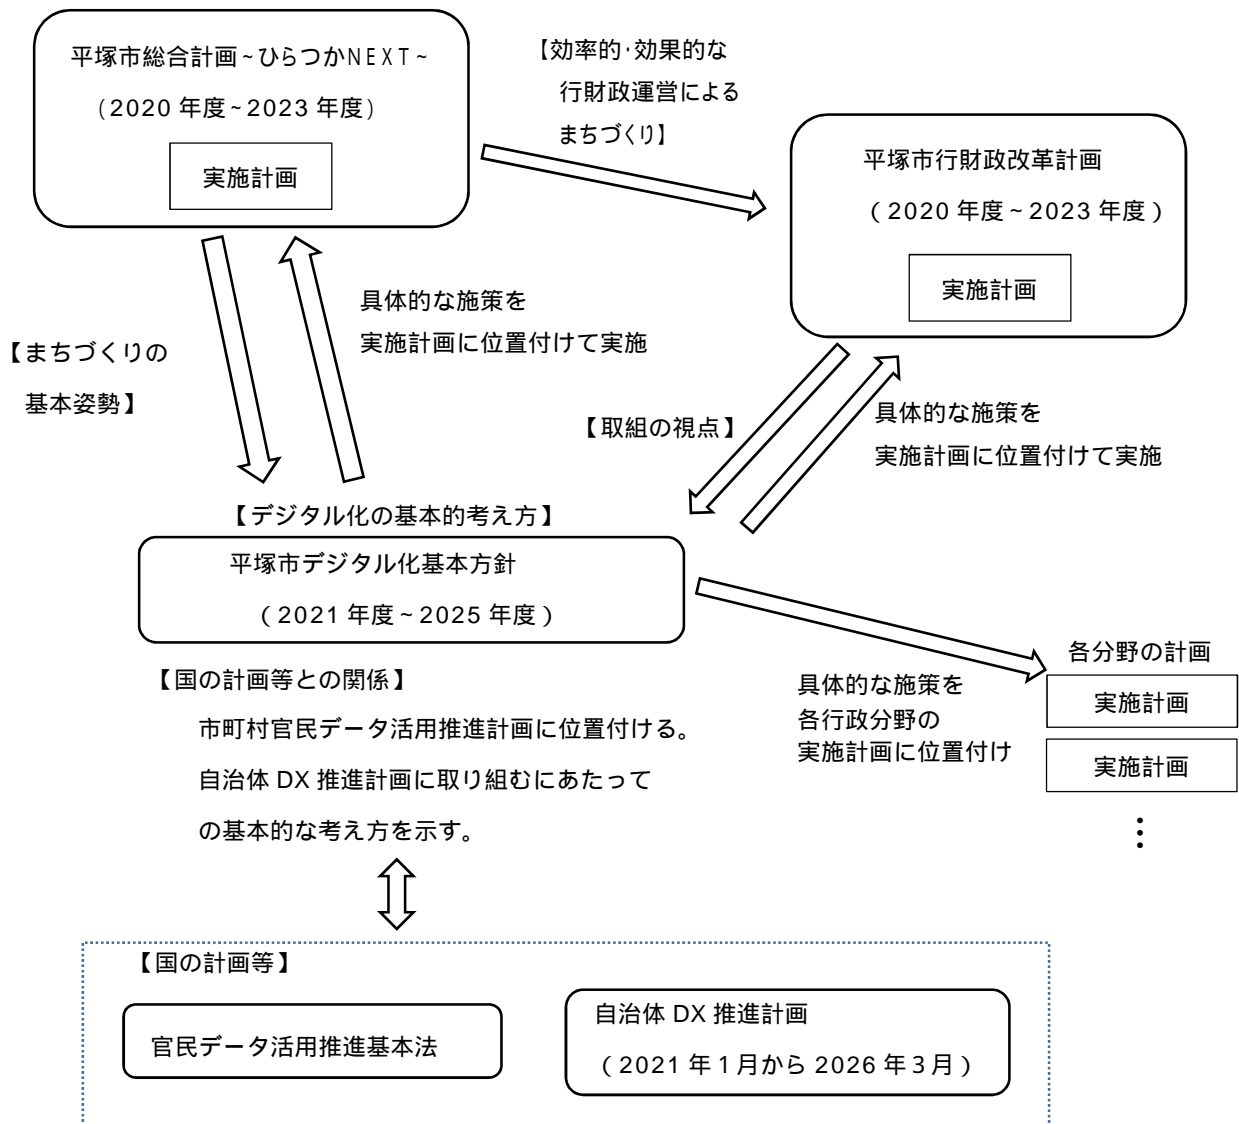 平塚市総合計画~ひらつかNEXT~
(2020年度~2023年度)
実施計画
【効率的･効果的な
行財政運営による
まちづくり】
平塚市行財政改革計画
(2020年度~2023年度)
実施計画
【まちづくりの
基本姿勢】
具体的な施策を
実施計画に位置付けて実施
【取組の視点】
具体的な施策を
実施計画に位置付けて実施
【デジタル化の基本的考え方】
平塚市デジタル化基本方針
(2021年度~2025年度)
【国の計画等との関係】
市町村官民データ活用推進計画に位置付ける。
自治体 DX 推進計画に取り組むにあたって
の基本的な考え方を示す。
具体的な施策を
各行政分野の
実施計画に位置付け
各分野の計画
実施計画
実施計画
⋮
【国の計画等】
官民データ活用推進基本法
自治体 DX 推進計画
(2021年1月から2026年3月)